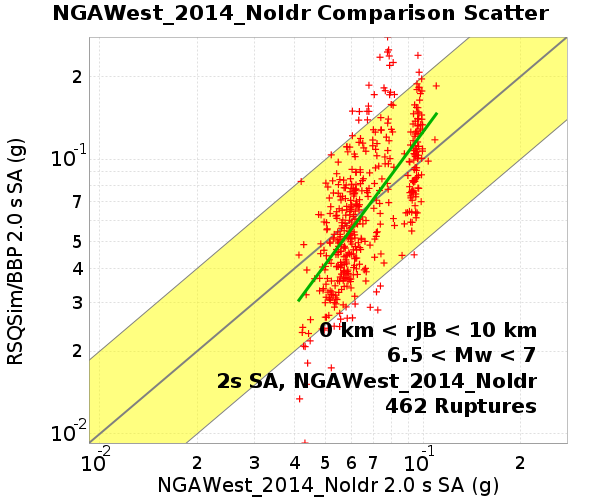 NGAWest_2014_NoIdr Comparison Scatter
RSQSim/BBP 2.0 s SA (g)
2
10^-1
7
5
4
3
2
10^-2
0 km < rJB < 10 km
6.5 < Mw < 7
2s SA, NGAWest_2014_NoIdr
462 Ruptures
10^-2 2 3 4 5 6 7 10^-1 2
NGAWest_2014_NoIdr 2.0 s SA (g)